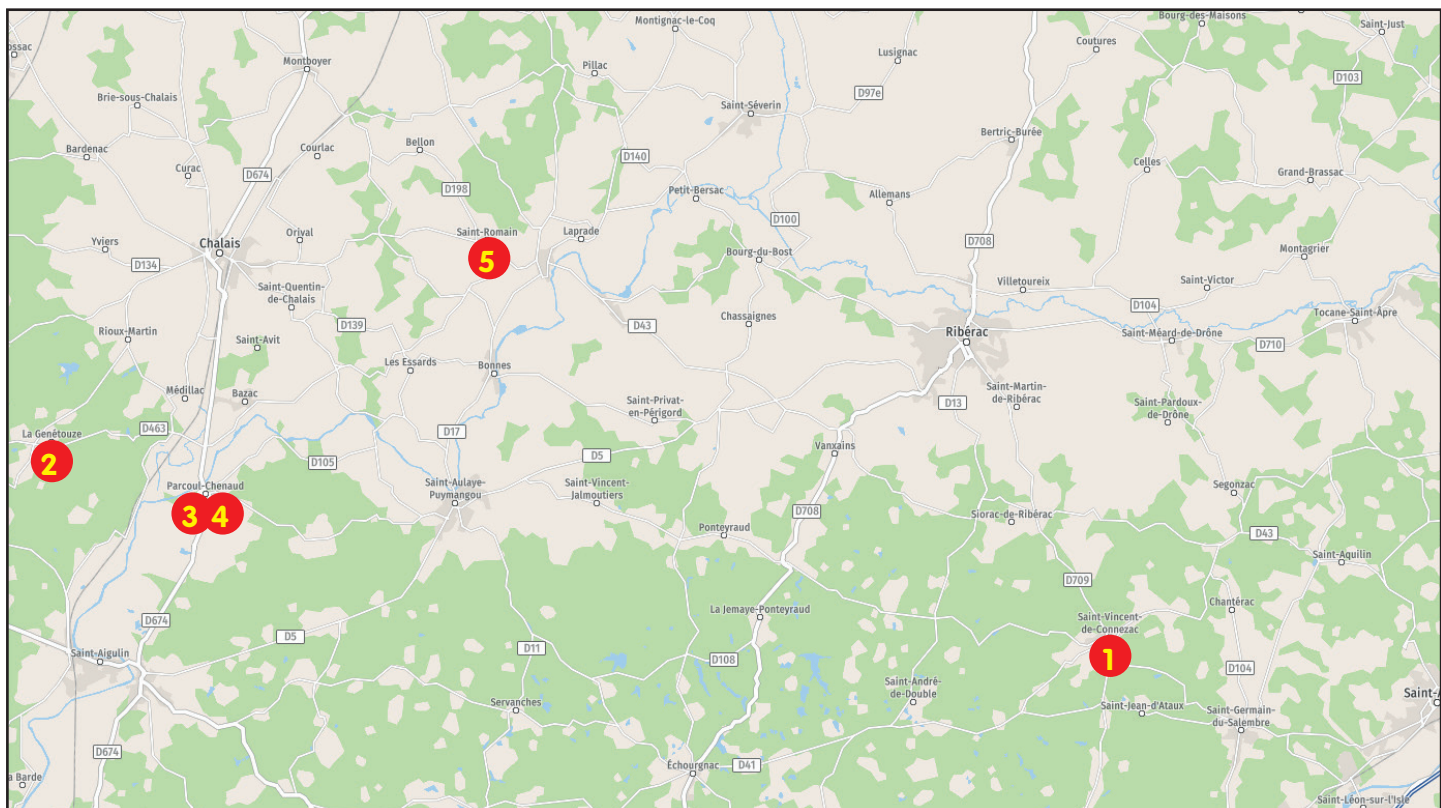 Montignac-le-Coq
Bourg-des-Maisons
Saint-Just
ossac
Montboyer
Lusignac
Coutures
Pillac
D103
Brie-sous-Chalais
D97e
Saint-Séverin
Bertric-Burée
Bardenac
Courlac
Bellon
D140
Celles
Curac
D674
Grand-Brassac
D198
Petit-Bersac
Allemans
D100
Saint-Romain
Laprade
Yviers
Chalais
Orival
D708
D134
5
Bourg-du-Bost
Montagrier
Saint-Quentin-
de-Chalais
Villetoureix
Saint-Victor
D104
Rioux-Martin
D139
D43
Chassaignes
Tocane-Saint-Âpre
Saint-Avit
Ribérac
Saint-Méard-de-Drône
D710
Les Essards
Bonnes
Médillac
Bazac
Saint-Martin-
de-Ribérac
Saint-Privat-
en-Périgord
D13
Saint-Pardoux-
de-Drône
La Genétouze
D463
D17
Vanxains
2
D105
D5
Parcoul-Chenaud
Saint-Aulaye-
Puymangou
Saint-Vincent-
Jalmoutiers
Segonzac
3
4
D708
Siorac-de-Ribérac
Ponteyraud
D43
Saint-Aquilin
D709
La Jemaye-Ponteyraud
Chantérac
D674
D5
Saint-Vincent-
de-Connezac
D11
1
Saint-Aigulin
D108
D104
Saint-André-
de-Double
Saint-A
Servanches
Saint-Jean-d'Ataux
Saint-Germain-
du-Salembre
D674
Échourgnac
D41
a Barde
Saint-Léon-sur-l'Isle